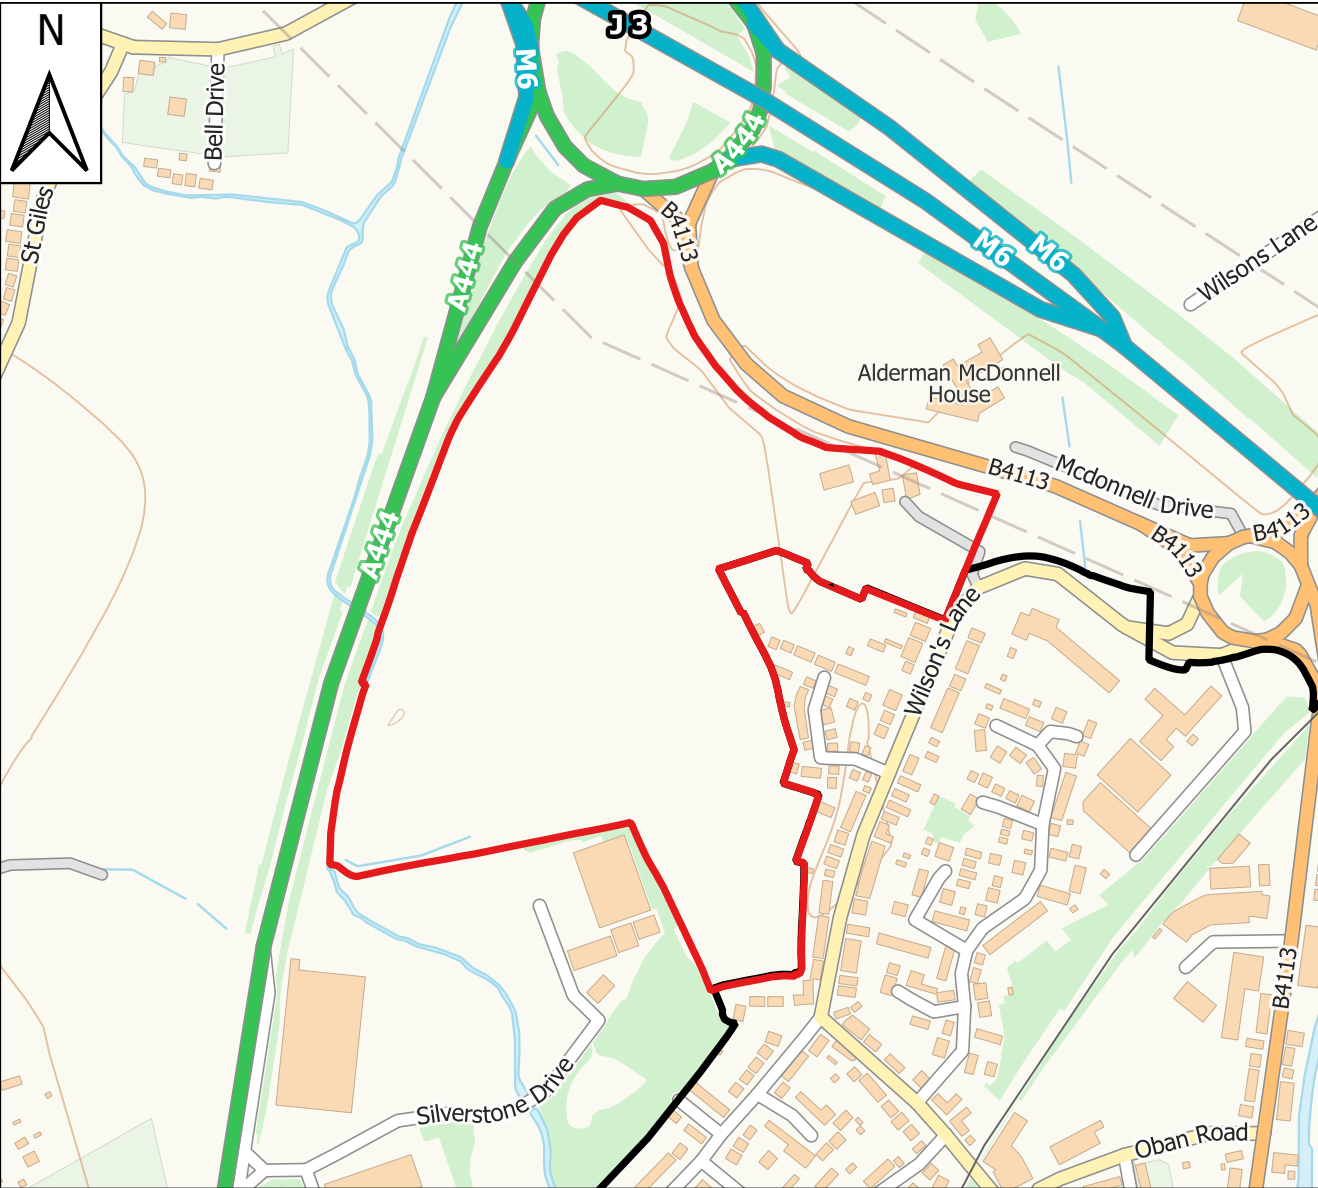 N
J3
M6
Bell Drive
A444
St Giles
B4113
A444
M6
M6
Wilsons Lane
Alderman McDonnell
House
B4113
Mcdonnell Drive
B4113
B4113
A444
Wilson's Lane
B4113
Silverstone Drive
Oban Road